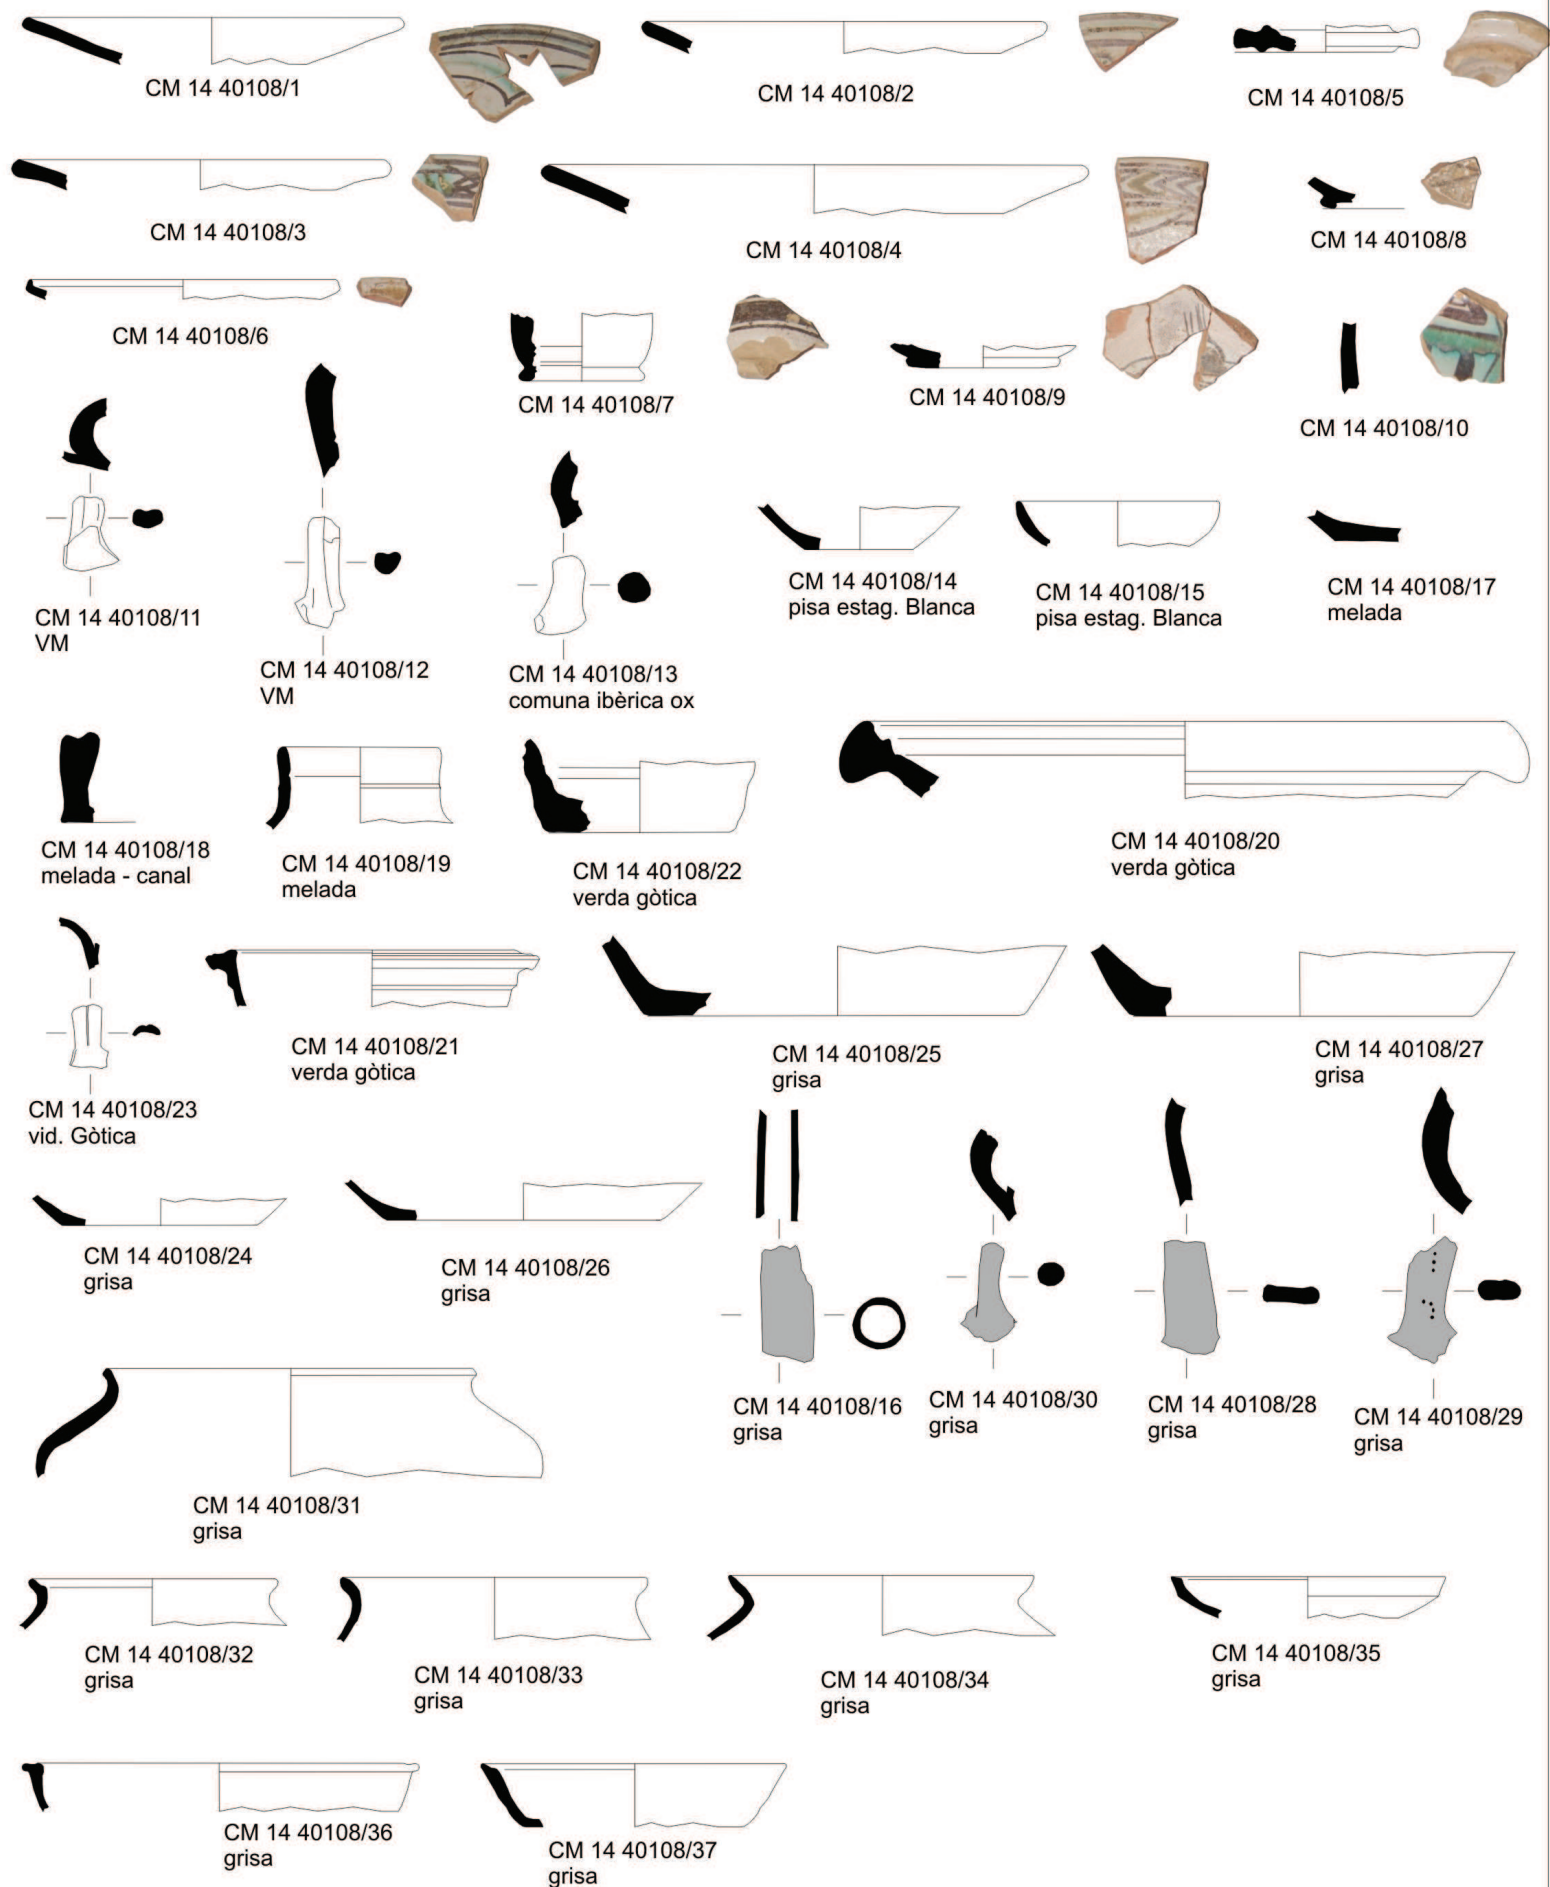 CM 14 40108/1
CM 14 40108/2
CM 14 40108/5
CM 14 40108/3
CM 14 40108/4
CM 14 40108/8
CM 14 40108/6
CM 14 40108/7
CM 14 40108/9
CM 14 40108/10
CM 14 40108/11
VM
CM 14 40108/12
VM
CM 14 40108/13
comuna ibèrica ox
CM 14 40108/14
pisa estag. Blanca
CM 14 40108/15
pisa estag. Blanca
CM 14 40108/17
melada
CM 14 40108/18
melada - canal
CM 14 40108/19
melada
CM 14 40108/22
verda gòtica
CM 14 40108/20
verda gòtica
CM 14 40108/23
vid. Gòtica
CM 14 40108/21
verda gòtica
CM 14 40108/25
grisa
CM 14 40108/27
grisa
CM 14 40108/24
grisa
CM 14 40108/26
grisa
CM 14 40108/16
grisa
CM 14 40108/30
grisa
CM 14 40108/28
grisa
CM 14 40108/29
grisa
CM 14 40108/31
grisa
CM 14 40108/32
grisa
CM 14 40108/33
grisa
CM 14 40108/34
grisa
CM 14 40108/35
grisa
CM 14 40108/36
grisa
CM 14 40108/37
grisa